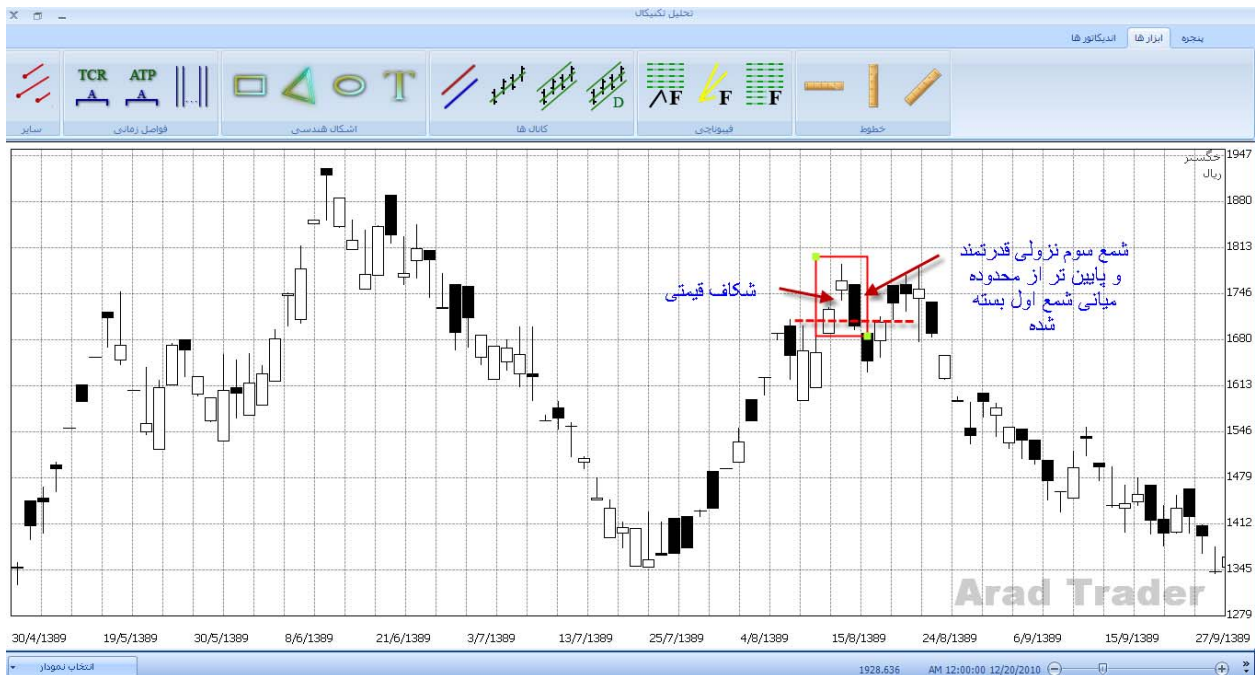 تحلیل تکنیکال
پنجره
ابزار ها
اندیکاتور ها
TCR
ATP
A
A
T
D
F
F
F
سایر
فواصل زمانی
اشکال هندسی
کانال ها
فیبوناچی
خطوط
خگستر
ریال
1947
1880
1813
1746
1680
1613
1546
1479
1412
1345
1279
شمع سوم نزولی قدرتمند
و پایین تر از محدوده
میانی شمع اول بسته
شده
شکاف قیمتی
Arad Trader
30/4/1389
19/5/1389
30/5/1389
8/6/1389
21/6/1389
3/7/1389
13/7/1389
25/7/1389
4/8/1389
15/8/1389
24/8/1389
6/9/1389
15/9/1389
27/9/1389
انتخاب نمودار
1928.636
AM 12:00:00 12/20/2010